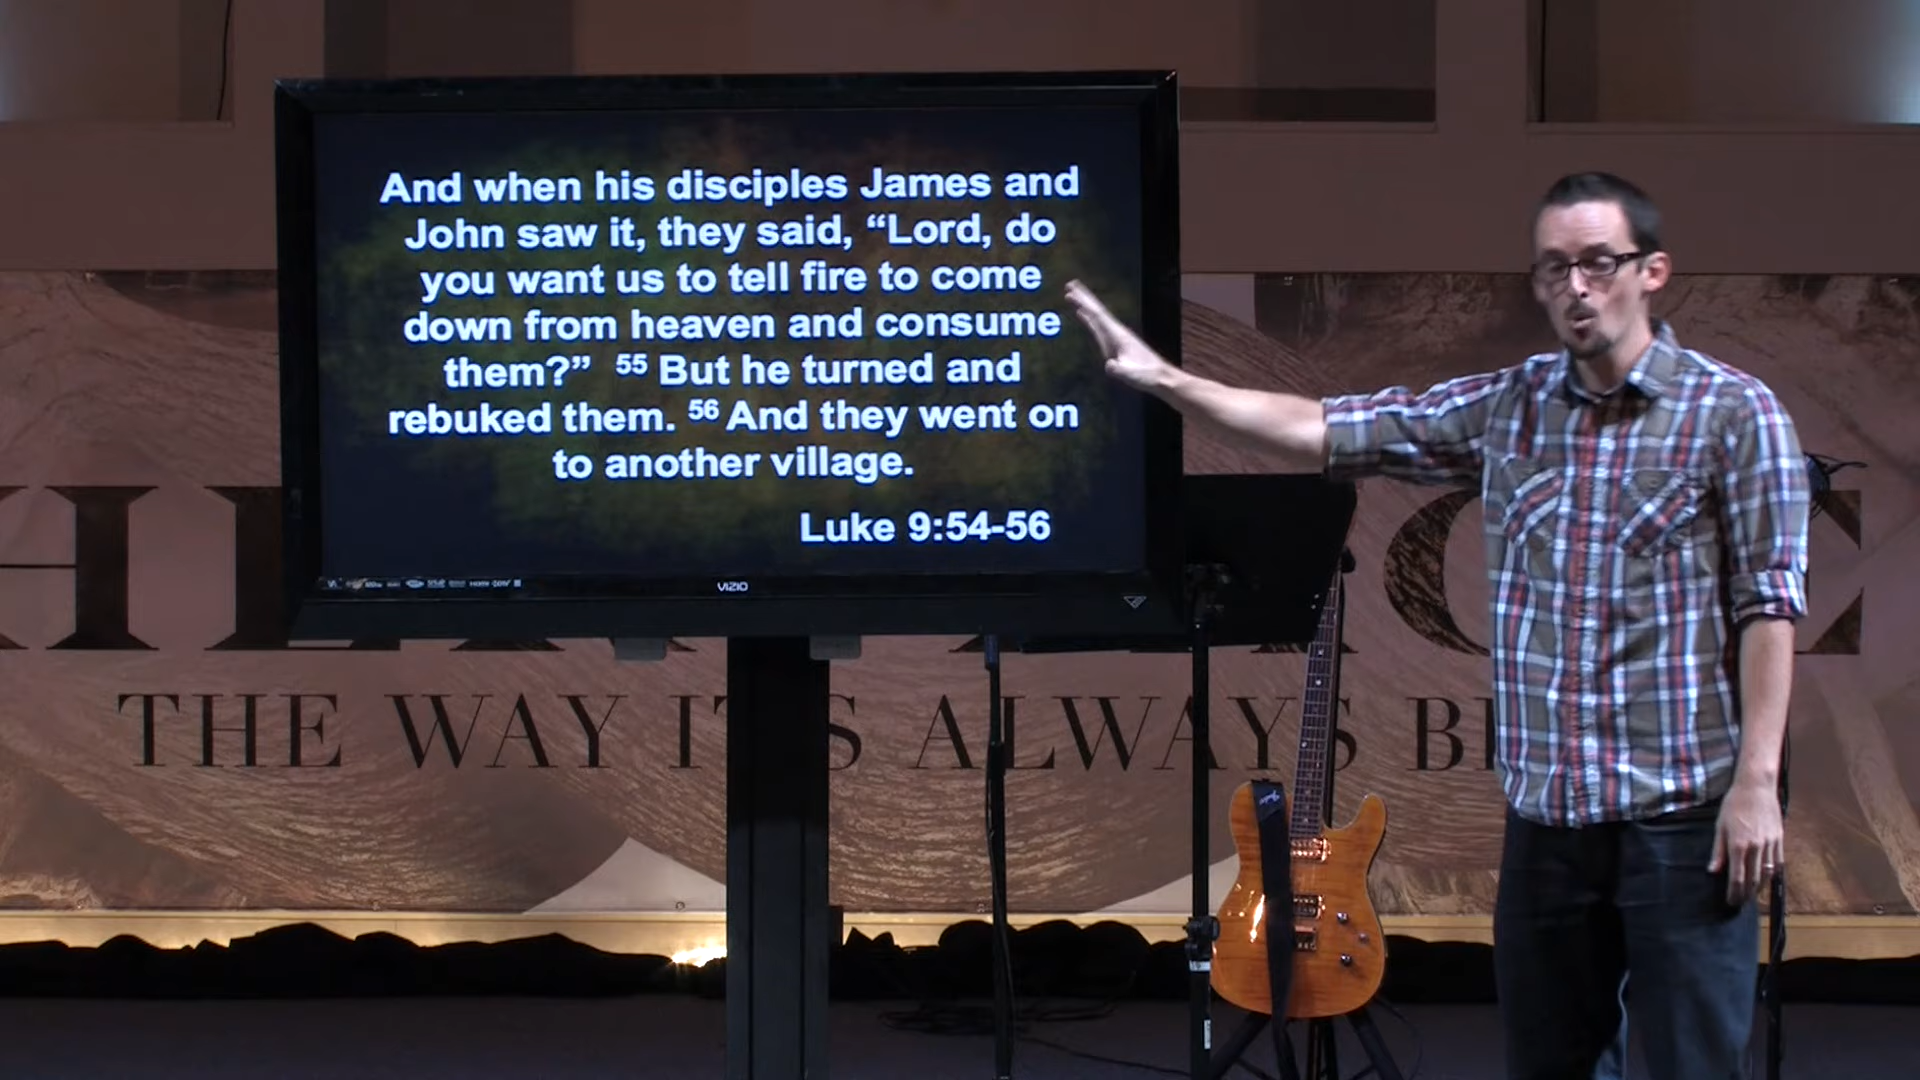 And when his disciples James and
John saw it, they said, “Lord, do
you want us to tell fire to come
down from heaven and consume
them?” 55 But he turned and
rebuked them. 56 And they went on
to another village.
Luke 9:54-56
VIZIO
THE WAY IT'S ALWAYS